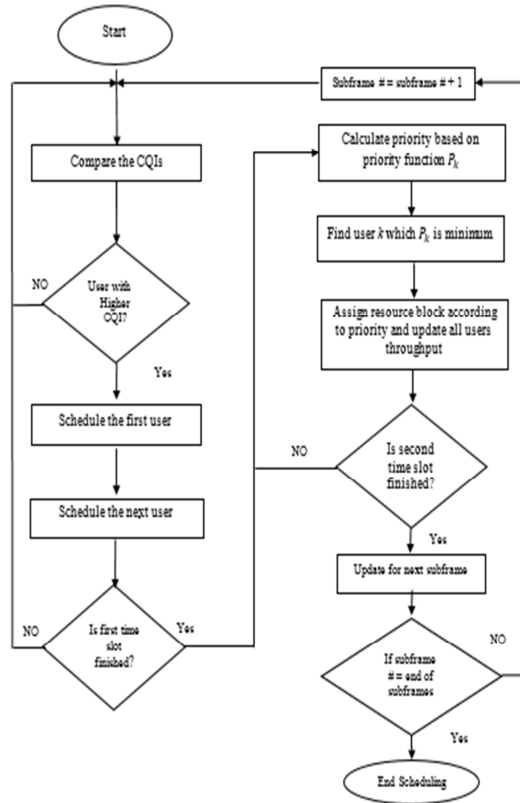 Start
Compare the CQIs
NO
User with
Higher
CQI?
Yes
Schedule the first user
Schedule the next user
NO
Is first time
slot
finished?
Yes
Subframe # = subframe # + 1
Calculate priority based on
priority function Pk
Find user k which Pk is minimum
Assign resource block according
to priority and update all users
throughput
NO
Is second
time slot
finished?
Yes
Update for next subframe
NO
If subframe
# = end of
subframes
Yes
End Scheduling